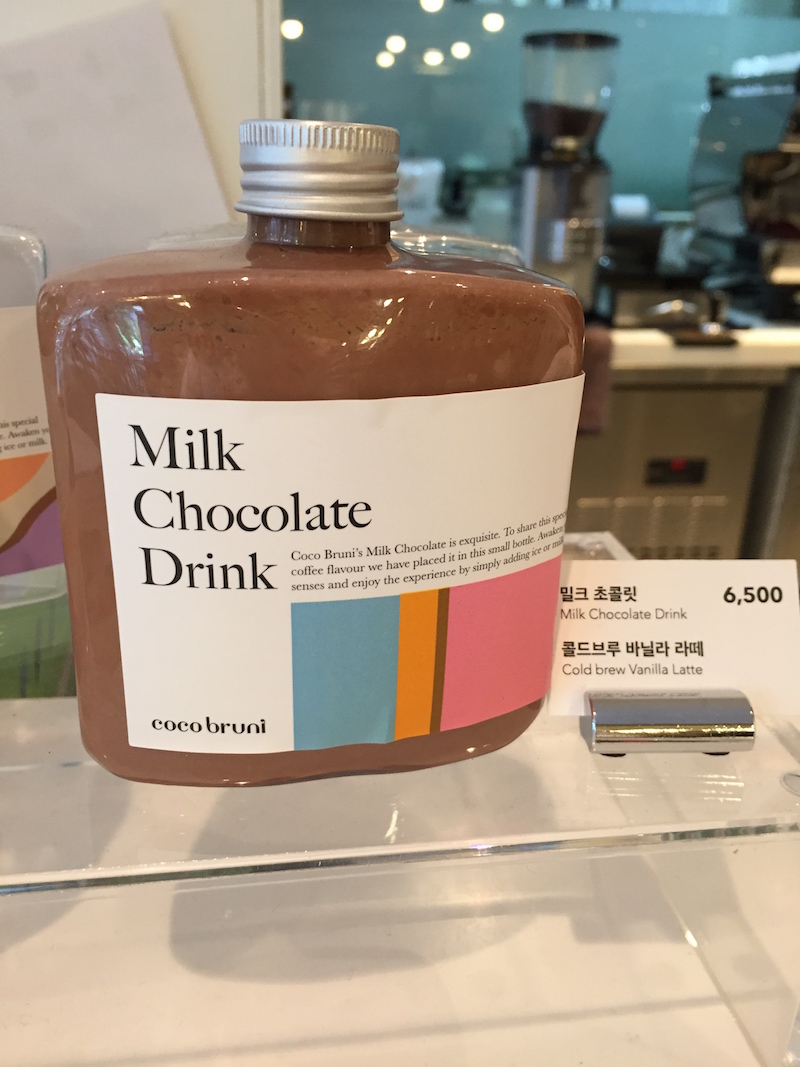 Milk
Chocolate
Drink
Coco Bruni's Milk Chocolate is exquisite. To share this
coffee flavour we have placed it in this small bottle. Awaken
senses and enjoy the experience by simply adding ice or
coco bruni
밀크 초콜릿 6,500
Milk Chocolate Drink
콜드브루 바닐라 라떼
Cold brew Vanilla Latte
special
Awaken
ice or milk.